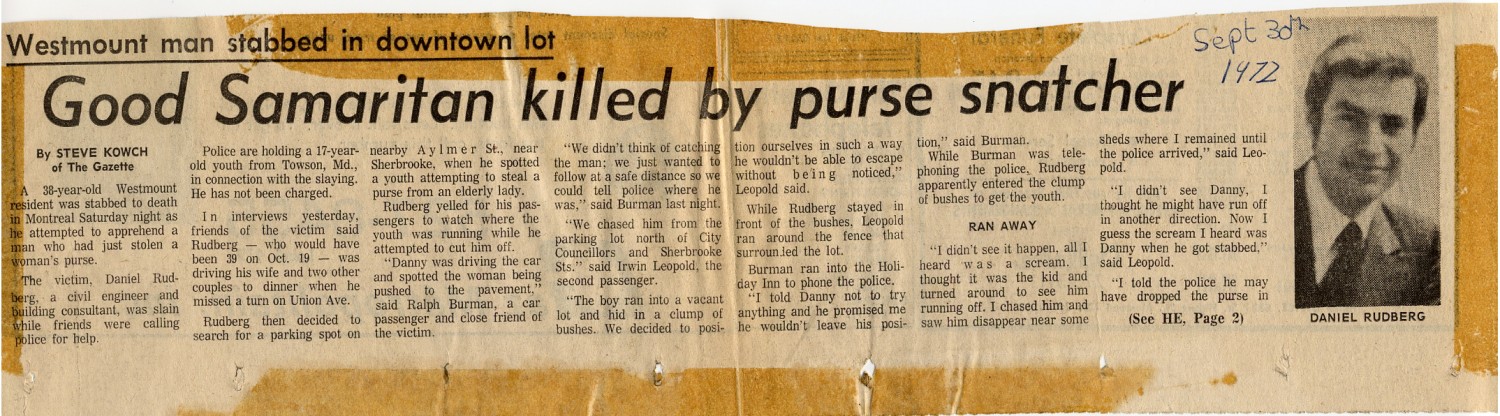 Westmount man stabbed in downtown lot
Good Samaritan killed by purse snatcher
Sept 30th
1972
By STEVE KOWCH
of The Gazette
A 38-year-old Westmount
resident was stabbed to death
in Montreal Saturday night as
he attempted to apprehend a
man who had just stolen a
woman's purse.
The victim, Daniel Rud-
berg, a civil engineer and
building consultant, was slain
while friends were calling
police for help.
Police are holding a 17-year-
old youth from Towson, Md.,
in connection with the slaying.
He has not been charged.
In interviews yesterday,
friends of the victim said
Rudberg — who would have
been 39 on Oct. 19 — was
driving his wife and two other
couples to dinner when he
missed a turn on Union Ave.
Rudberg then decided to
search for a parking spot on
nearby Aylmer St., near
Sherbrooke, when he spotted
a youth attempting to steal a
purse from an elderly lady.
Rudberg yelled for his pas-
sengers to watch where the
youth was running while he
attempted to cut him off.
"Danny was driving the car
and spotted the woman being
pushed to the pavement,"
said Ralph Burman, a car
passenger and close friend of
the victim.
"We didn't think of catching
the man; we just wanted to
follow at a safe distance so we
could tell police where he
was," said Burman last night.
"We chased him from the
parking lot north of City
Councillors and Sherbrooke
Sts." said Irwin Leopold, the
second passenger.
"The boy ran into a vacant
lot and hid in a clump of
bushes. We decided to posi-
tion ourselves in such a way
he wouldn't be able to escape
without being noticed,"
Leopold said.
While Rudberg stayed in
front of the bushes, Leopold
ran around the fence that
surrounded the lot.
Burman ran into the Holi-
day Inn to phone the police.
"I told Danny not to try
anything and he promised me
he wouldn't leave his posi-
tion," said Burman.
While Burman was tele-
phoning the police, Rudberg
apparently entered the clump
of bushes to get the youth.
RAN AWAY
"I didn't see it happen, all I
heard was a scream. I
thought it was the kid and
turned around to see him
running off. I chased him and
saw him disappear near some
sheds where I remained until
the police arrived," said Leo-
pold.
"I didn't see Danny, I
thought he might have run off
in another direction. Now I
guess the scream I heard was
Danny when he got stabbed,"
said Leopold.
"I told the police he may
have dropped the purse in
(See HE, Page 2)
DANIEL RUDBERG